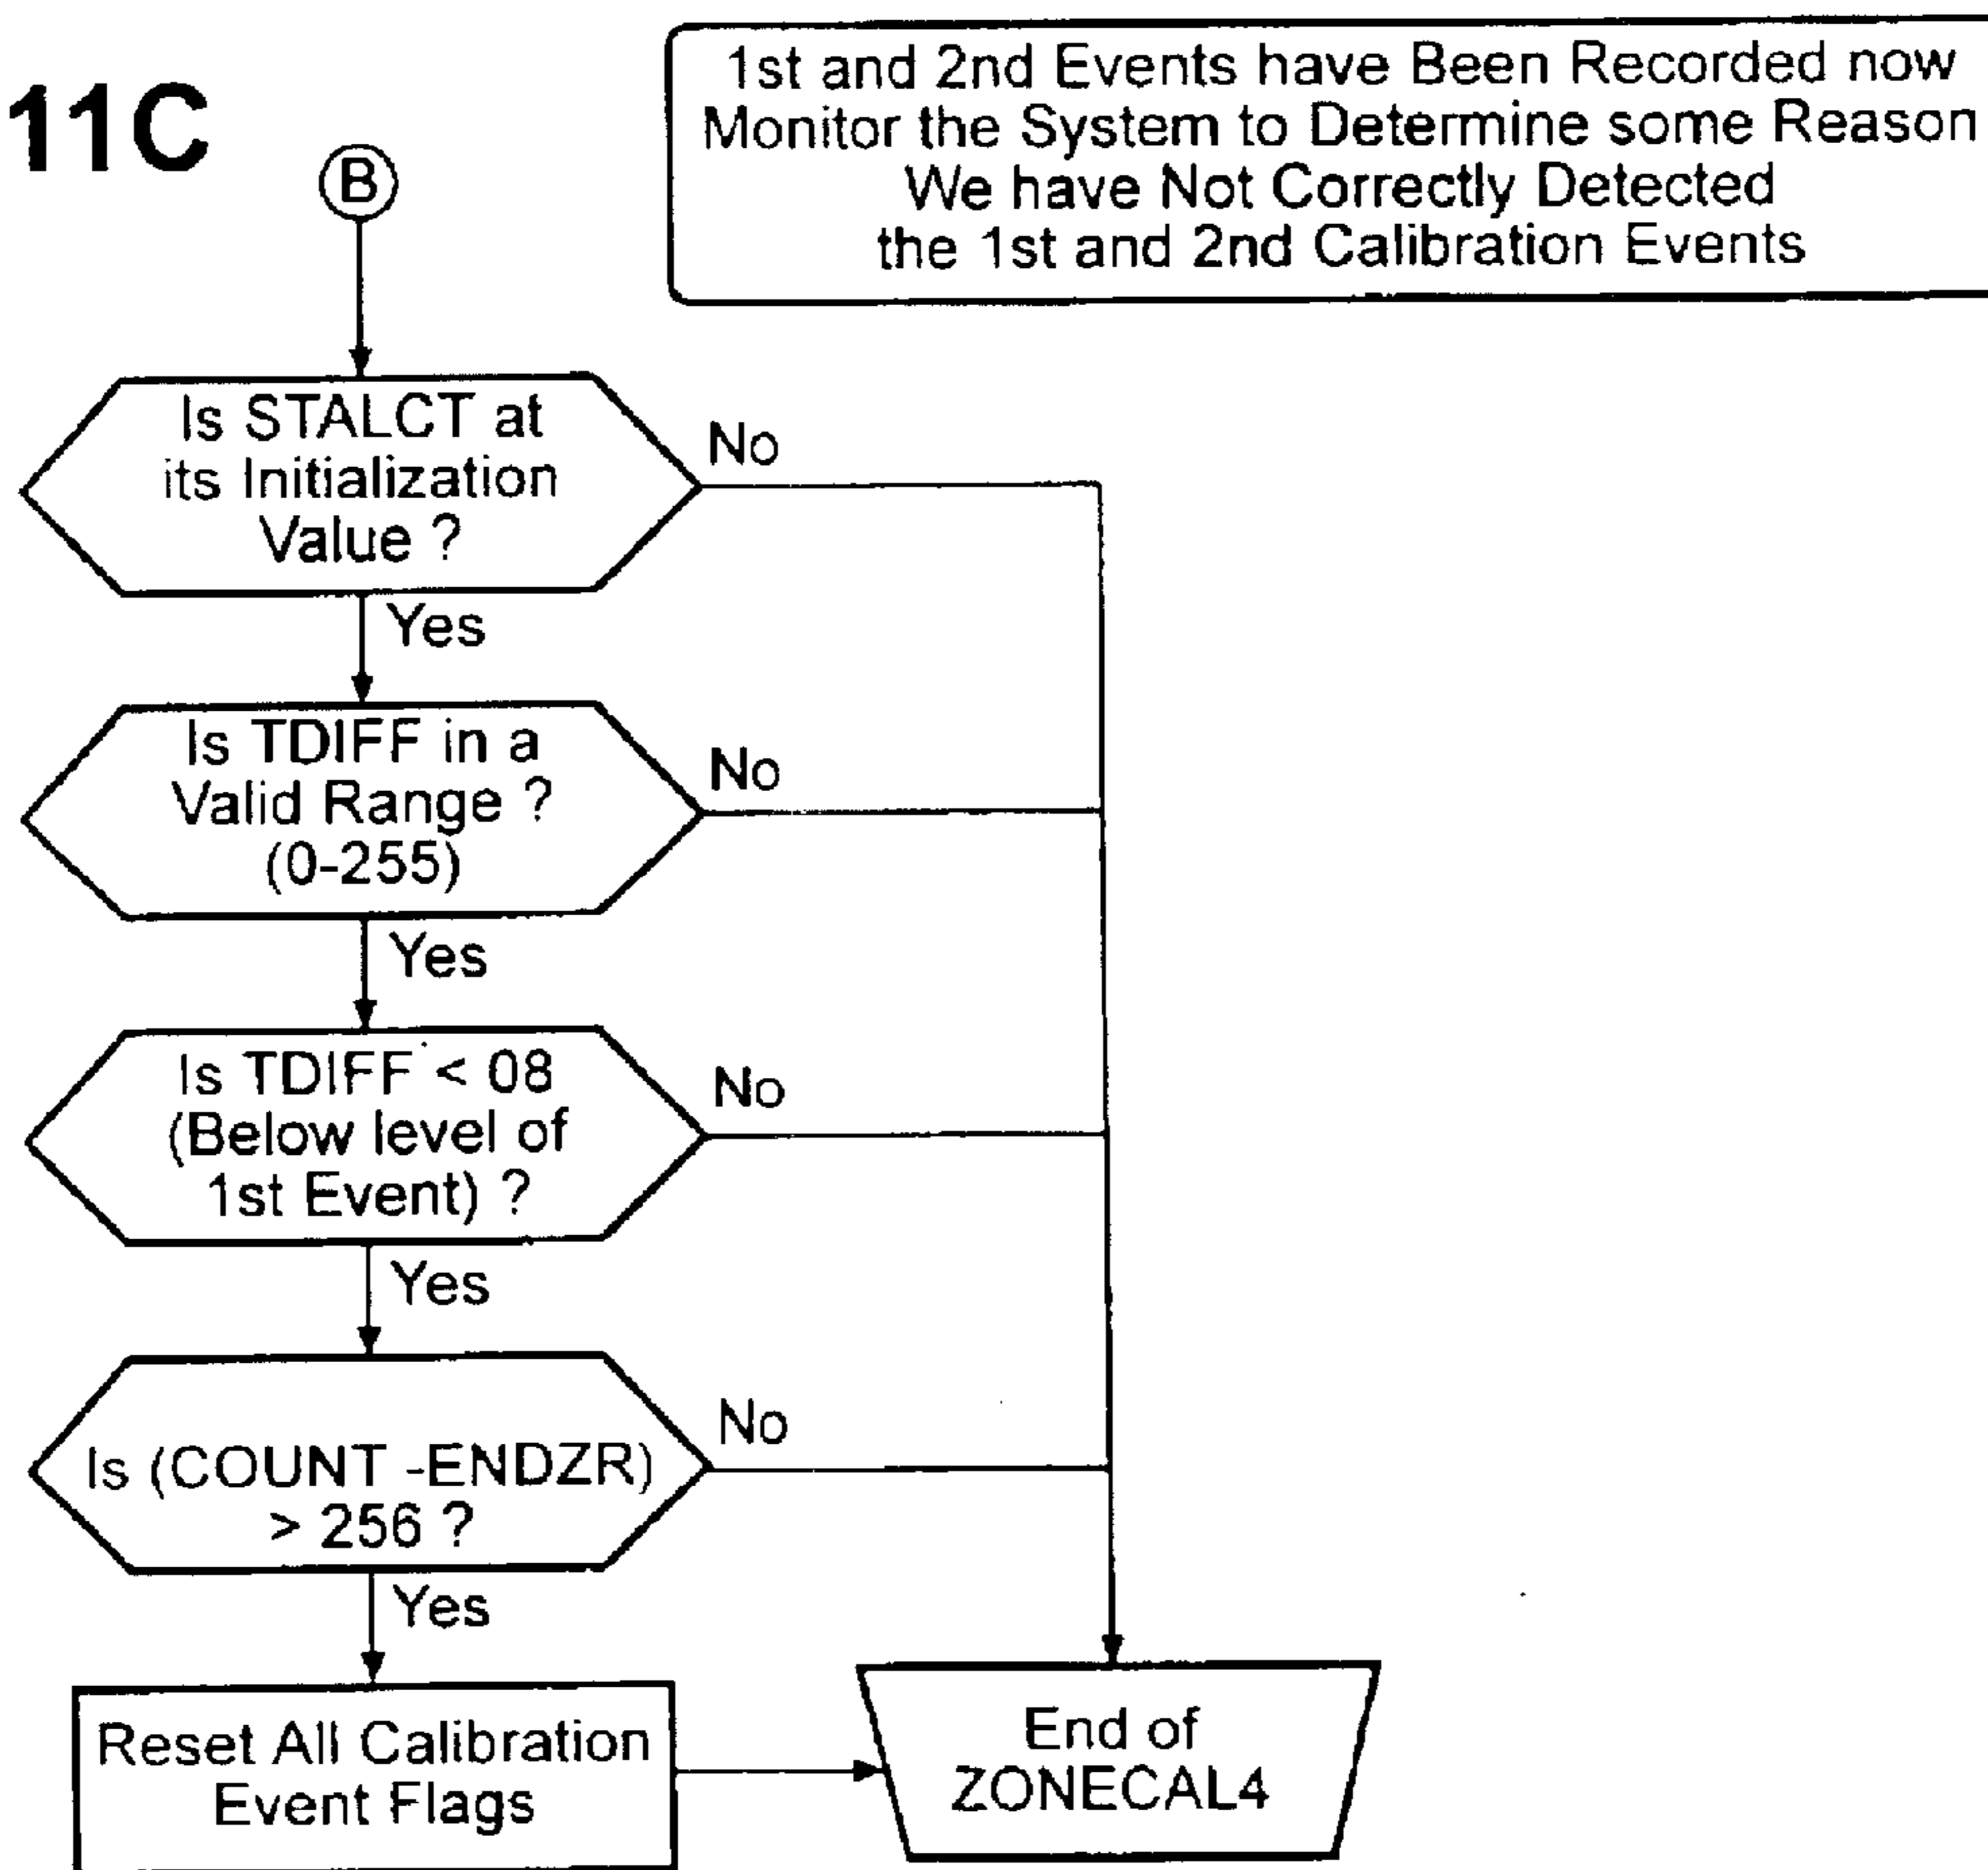 11C
1st and 2nd Events have Been Recorded now
Monitor the System to Determine some Reason
We have Not Correctly Detected
the 1st and 2nd Calibration Events
B
Is STALCT at
its Initialization
Value ?
No
Yes
Is TDIFF in a
Valid Range ?
(0-255)
No
Yes
Is TDIFF < 08
(Below level of
1st Event) ?
No
Yes
Is (COUNT -ENDZR)
> 256 ?
No
Yes
Reset All Calibration
Event Flags
End of
ZONECAL4